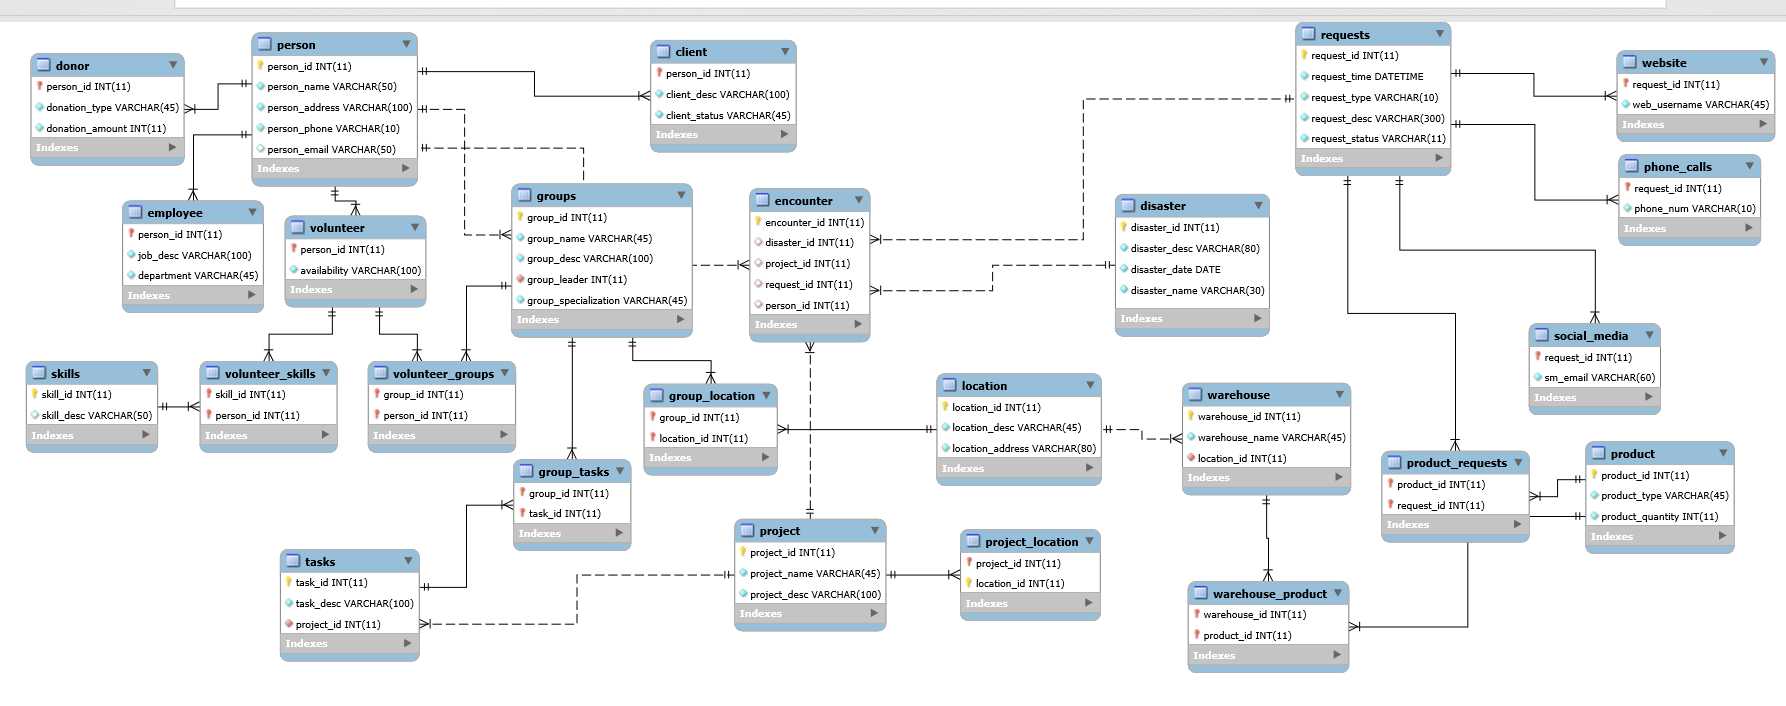 donor
person_id INT(11)
donation_type VARCHAR(45)
donation_amount INT(11)
Indexes
person
person_id INT(11)
person_name VARCHAR(50)
person_address VARCHAR(100)
person_phone VARCHAR(10)
person_email VARCHAR(50)
Indexes
client
person_id INT(11)
client_desc VARCHAR(100)
client_status VARCHAR(45)
Indexes
requests
request_id INT(11)
request_time DATETIME
request_type VARCHAR(10)
request_desc VARCHAR(300)
request_status VARCHAR(11)
Indexes
website
request_id INT(11)
web_username VARCHAR(45)
Indexes
phone_calls
request_id INT(11)
phone_num VARCHAR(10)
Indexes
employee
person_id INT(11)
job_desc VARCHAR(100)
department VARCHAR(45)
Indexes
volunteer
person_id INT(11)
availability VARCHAR(100)
Indexes
groups
group_id INT(11)
group_name VARCHAR(45)
group_desc VARCHAR(100)
group_leader INT(11)
group_specialization VARCHAR(45)
Indexes
encounter
encounter_id INT(11)
disaster_id INT(11)
project_id INT(11)
request_id INT(11)
person_id INT(11)
Indexes
disaster
disaster_id INT(11)
disaster_desc VARCHAR(80)
disaster_date DATE
disaster_name VARCHAR(30)
Indexes
social_media
request_id INT(11)
sm_email VARCHAR(60)
Indexes
skills
skill_id INT(11)
skill_desc VARCHAR(50)
Indexes
volunteer_skills
skill_id INT(11)
person_id INT(11)
Indexes
volunteer_groups
group_id INT(11)
person_id INT(11)
Indexes
group_location
group_id INT(11)
location_id INT(11)
Indexes
location
location_id INT(11)
location_desc VARCHAR(45)
location_address VARCHAR(80)
Indexes
warehouse
warehouse_id INT(11)
warehouse_name VARCHAR(45)
location_id INT(11)
Indexes
product_requests
product_id INT(11)
request_id INT(11)
Indexes
product
product_id INT(11)
product_type VARCHAR(45)
product_quantity INT(11)
Indexes
group_tasks
group_id INT(11)
task_id INT(11)
Indexes
tasks
task_id INT(11)
task_desc VARCHAR(100)
project_id INT(11)
Indexes
project
project_id INT(11)
project_name VARCHAR(45)
project_desc VARCHAR(100)
Indexes
project_location
project_id INT(11)
location_id INT(11)
Indexes
warehouse_product
warehouse_id INT(11)
product_id INT(11)
Indexes